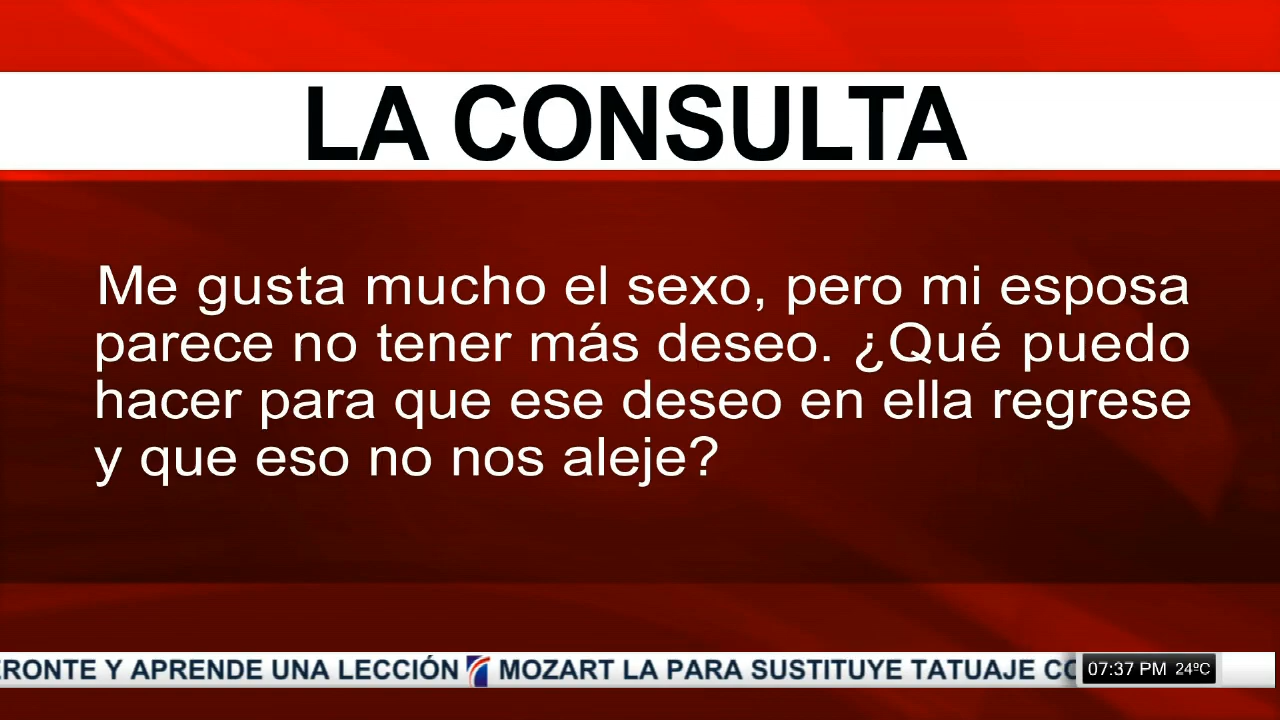 LA CONSULTA
Me gusta mucho el sexo, pero mi esposa
parece no tener más deseo. ¿Qué puedo
hacer para que ese deseo en ella regrese
y que eso no nos aleje?
Y APRENDE UNA LECCIÓN MOZART LA PARA SUSTITUYE TATUAJE
07:37 PM 24ºC